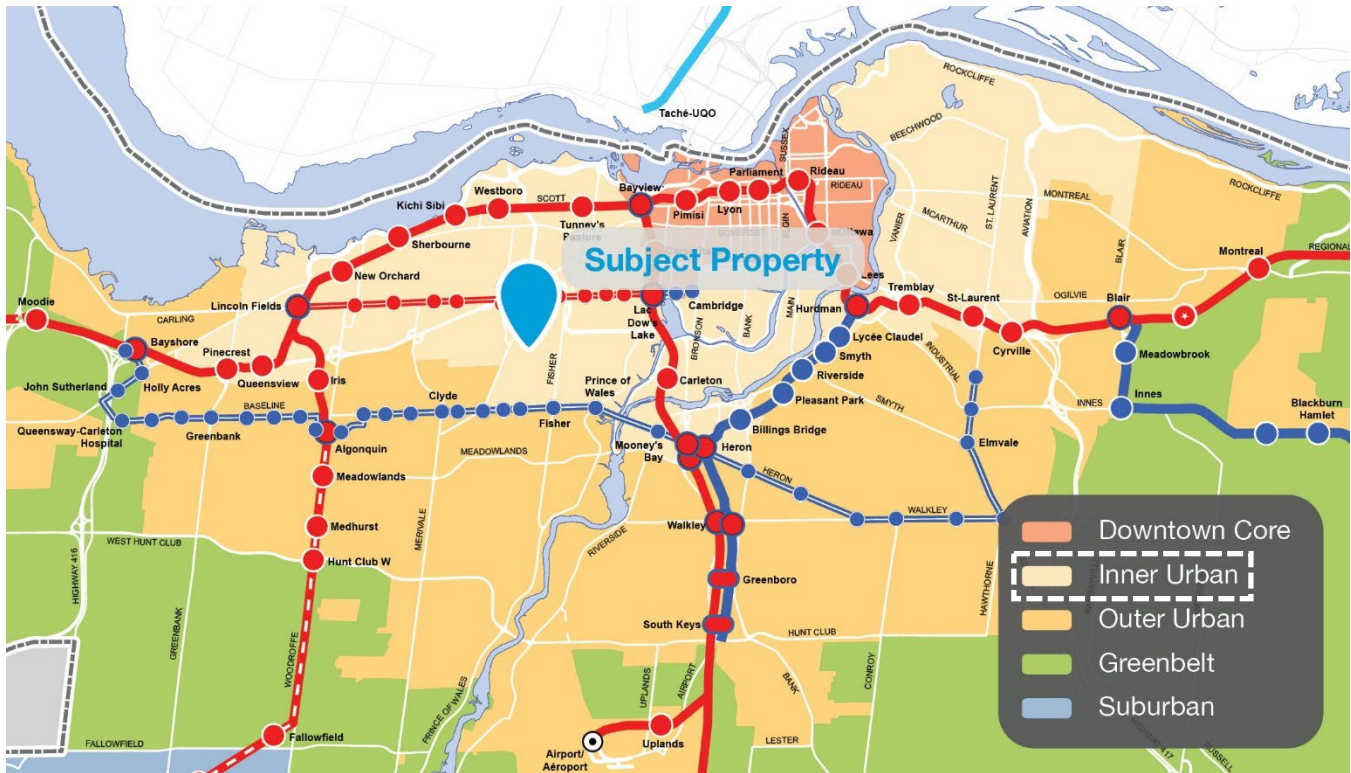 Taché-UQO
ROCKCLIFFE
BEECHWOOD
SUSSEX
Parliament
Rideau
RIDEAU
Westboro
Bayview
Kichi Sibi
SCOTT
Pimisi
Lyon
VANIER
MCARTHUR
ST. LAURENT
AVIATION
MONTREAL
ROCKCLIFFE
Tunney's
Sherbourne
SOMERSET
BLAIR
Montreal
REGIONAL
Subject Property
New Orchard
Lees
Moodie
Lincoln Fields
CARLING
Cambridge
Lac
Dow's
Lake
BRONSON
BANK
MAIN
Hurdman
Tremblay
St-Laurent
OGILVIE
Blair
Cyrville
Bayshore
Pinecrest
Queensview
Lycée Claudel
Smyth
INDUSTRIAL
Meadowbrook
John Sutherland
Holly Acres
Iris
FISHER
Carleton
Riverside
Pleasant Park
BASELINE
Clyde
Prince of
Wales
SMYTH
INNES
Innes
Blackburn
Hamlet
Queensway-Carleton
Hospital
Greenbank
Fisher
Billings Bridge
Algonquin
Mooney's
Bay
Heron
Elmvale
MEADOWLANDS
Meadowlands
HERON
HIGHWAY 416
Medhurst
MERIVALE
Walkley
WALKLEY
WEST HUNT CLUB
Hunt Club W
RIVERSIDE
Greenboro
HAWTHORNE
GREENBANK
WOODROFFE
South Keys
HUNT CLUB
PRINCE OF WALES
UPLANDS
AIRPORT
BANK
CONROY
FALLOWFIELD
Fallowfield
Airport/
Aéroport
Uplands
LESTER
417
RUSSELL
Downtown Core
Inner Urban
Outer Urban
Greenbelt
Suburban